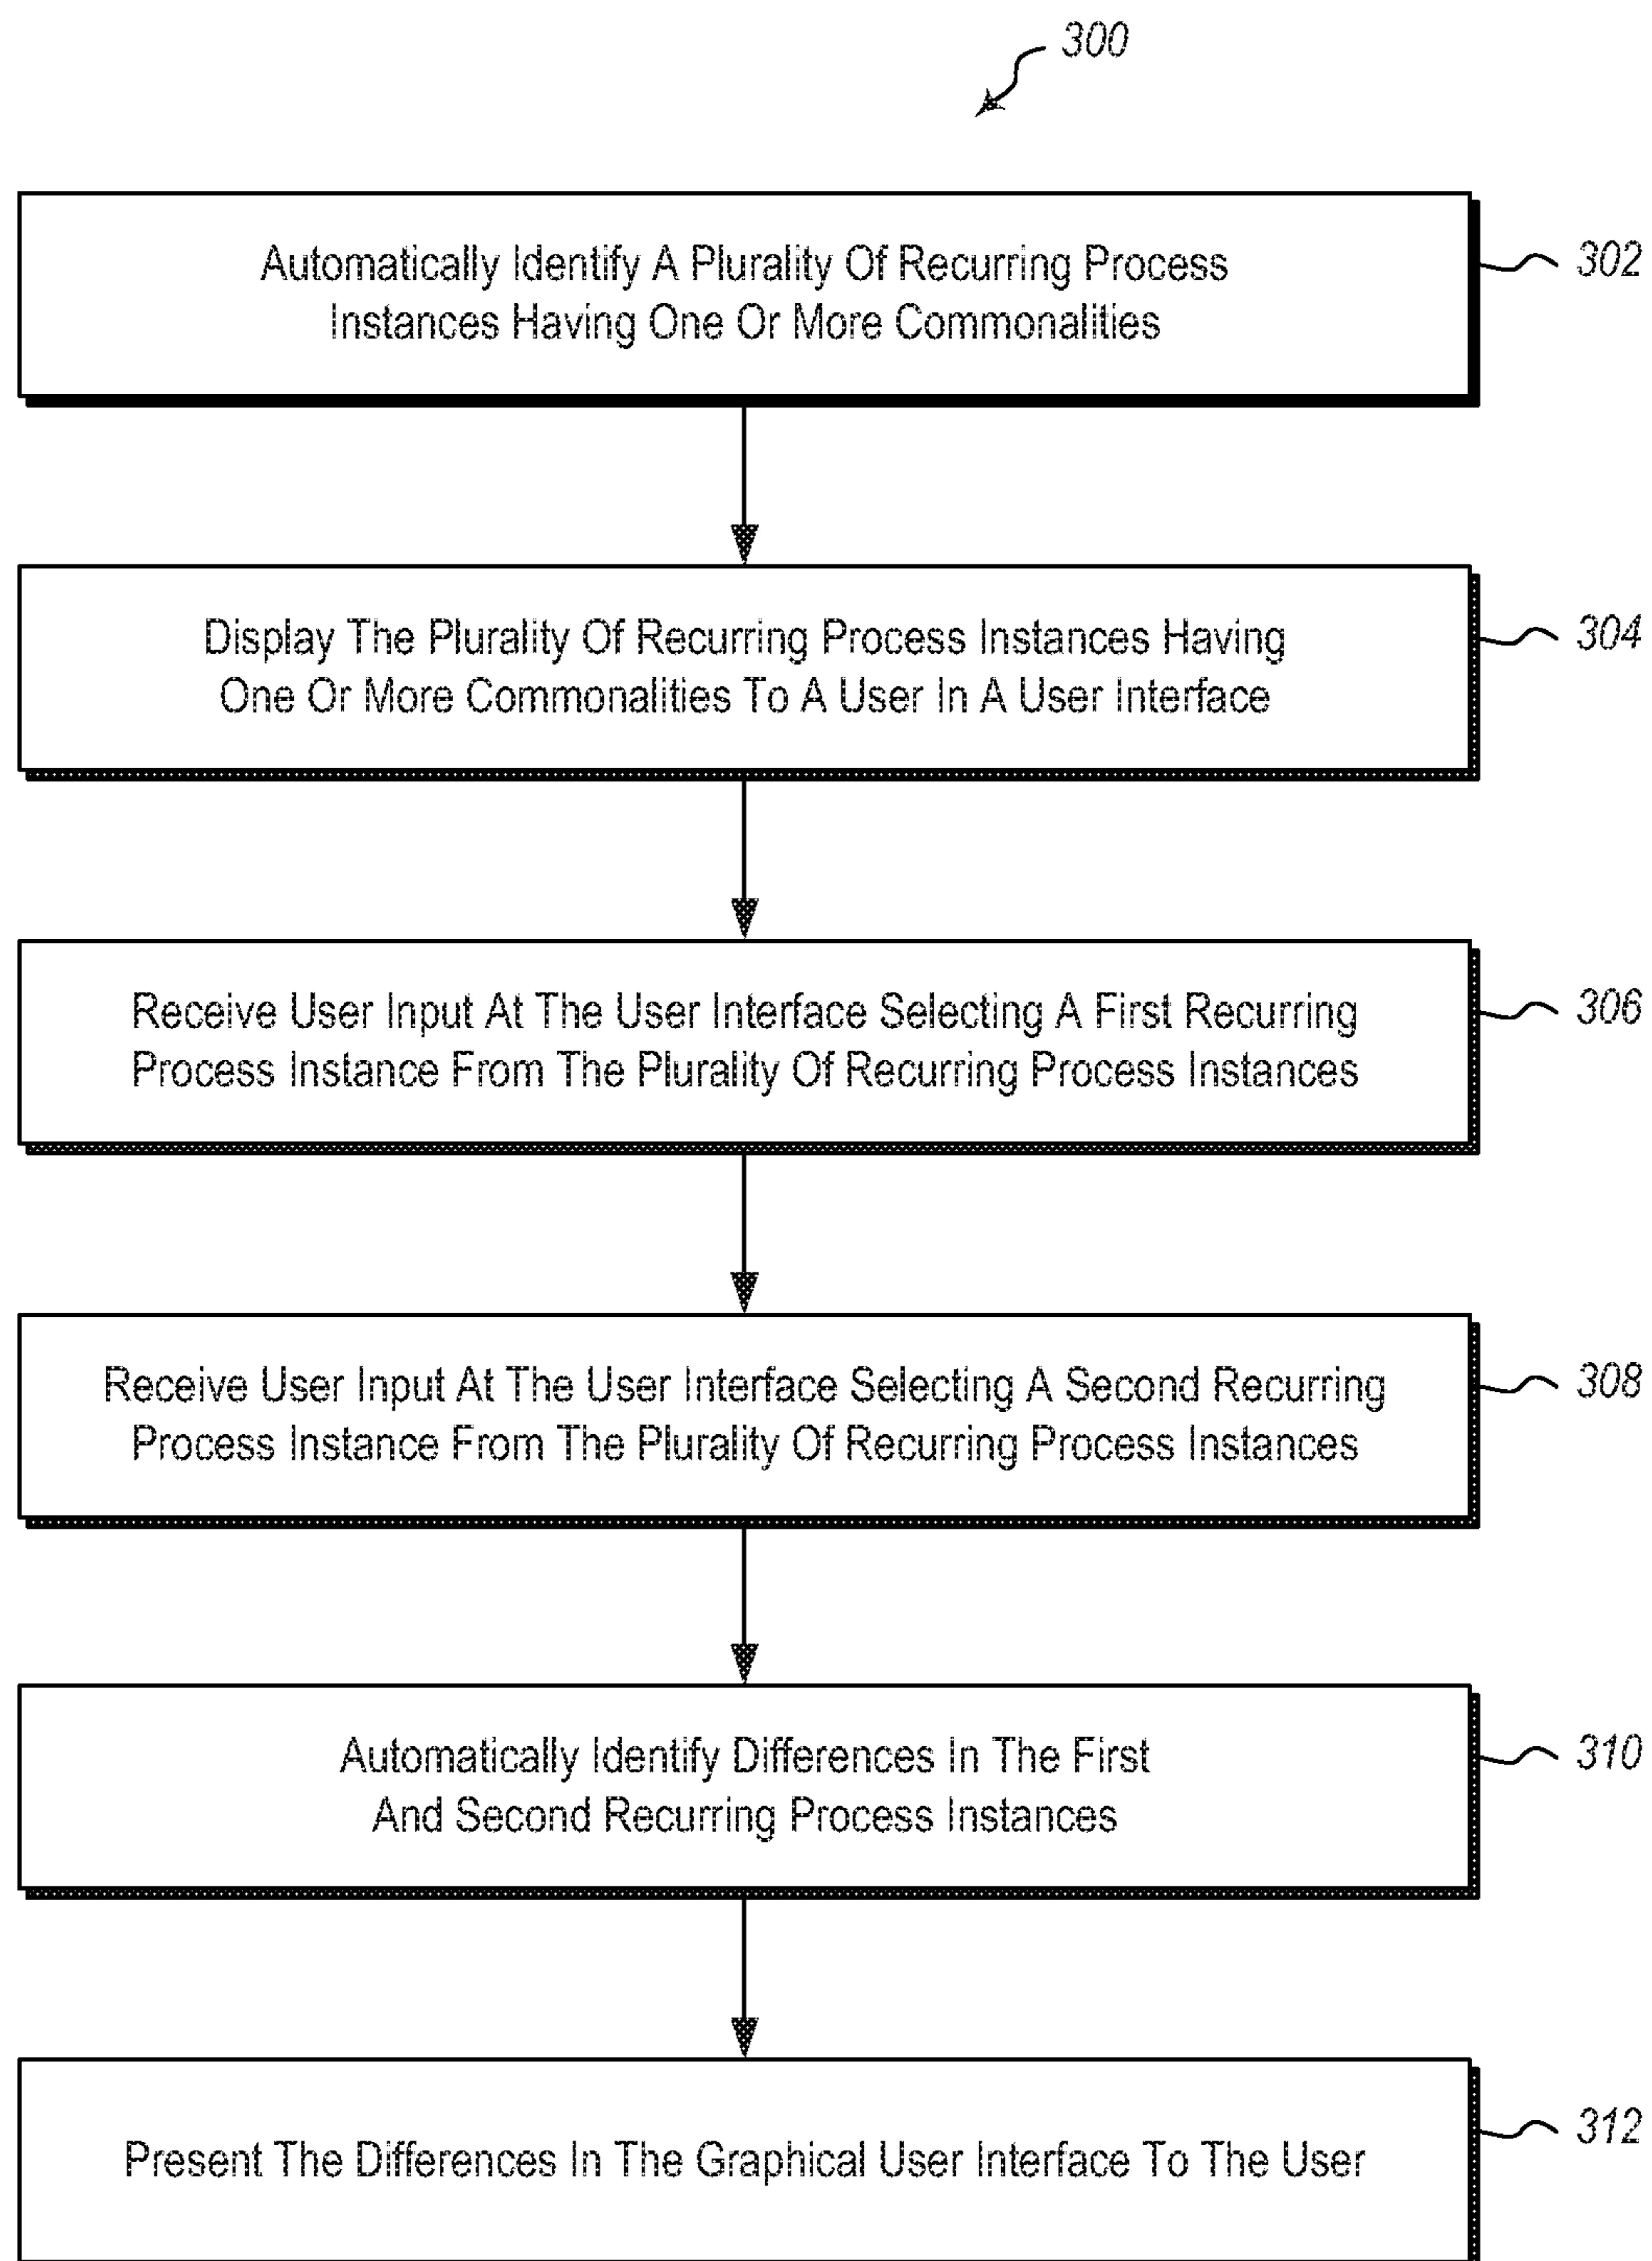 300
Automatically Identify A Plurality Of Recurring Process
Instances Having One Or More Commonalities
302
Display The Plurality Of Recurring Process Instances Having
One Or More Commonalities To A User In A User Interface
304
Receive User Input At The User Interface Selecting A First Recurring
Process Instance From The Plurality Of Recurring Process Instances
306
Receive User Input At The User Interface Selecting A Second Recurring
Process Instance From The Plurality Of Recurring Process Instances
308
Automatically Identify Differences In The First
And Second Recurring Process Instances
310
Present The Differences In The Graphical User Interface To The User
312